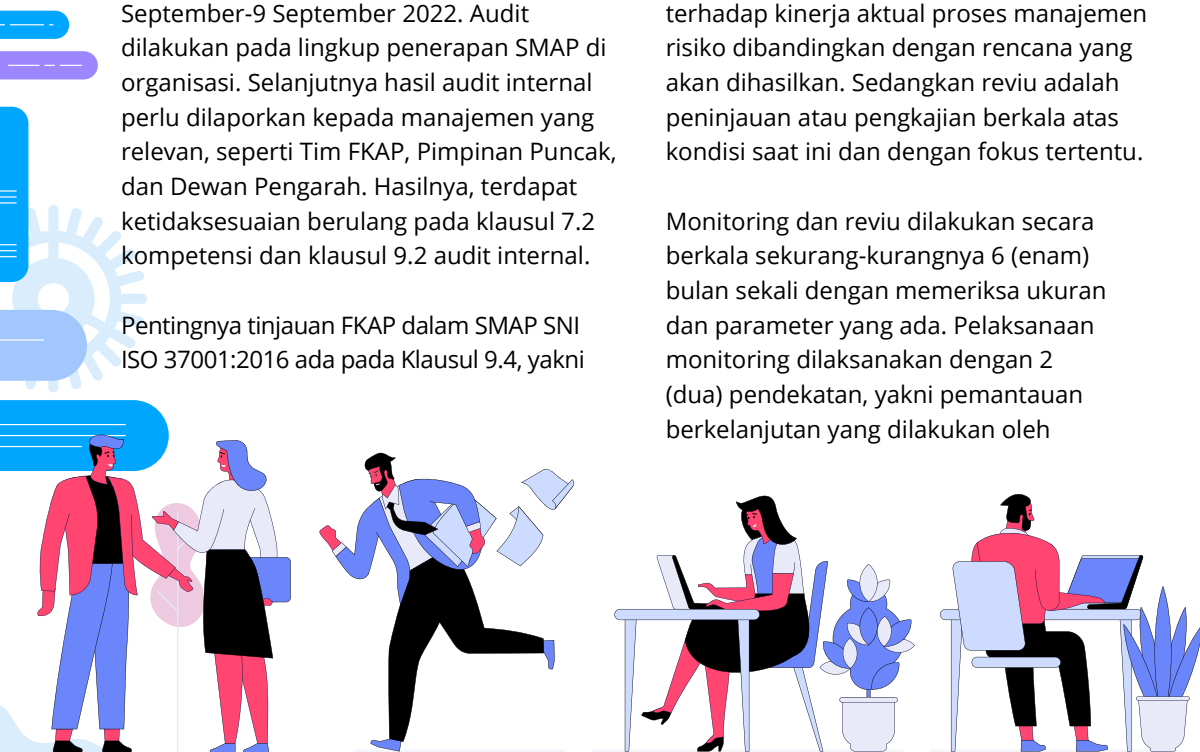 September-9 September 2022. Audit
dilakukan pada lingkup penerapan SMAP di
organisasi. Selanjutnya hasil audit internal
perlu dilaporkan kepada manajemen yang
relevan, seperti Tim FKAP, Pimpinan Puncak,
dan Dewan Pengarah. Hasilnya, terdapat
ketidaksesuaian berulang pada klausul 7.2
kompetensi dan klausul 9.2 audit internal.
Pentingnya tinjauan FKAP dalam SMAP SNI
ISO 37001:2016 ada pada Klausul 9.4, yakni
terhadap kinerja aktual proses manajemen
risiko dibandingkan dengan rencana yang
akan dihasilkan. Sedangkan reviu adalah
peninjauan atau pengkajian berkala atas
kondisi saat ini dan dengan fokus tertentu.
Monitoring dan reviu dilakukan secara
berkala sekurang-kurangnya 6 (enam)
bulan sekali dengan memeriksa ukuran
dan parameter yang ada. Pelaksanaan
monitoring dilaksanakan dengan 2
(dua) pendekatan, yakni pemantauan
berkelanjutan yang dilakukan oleh